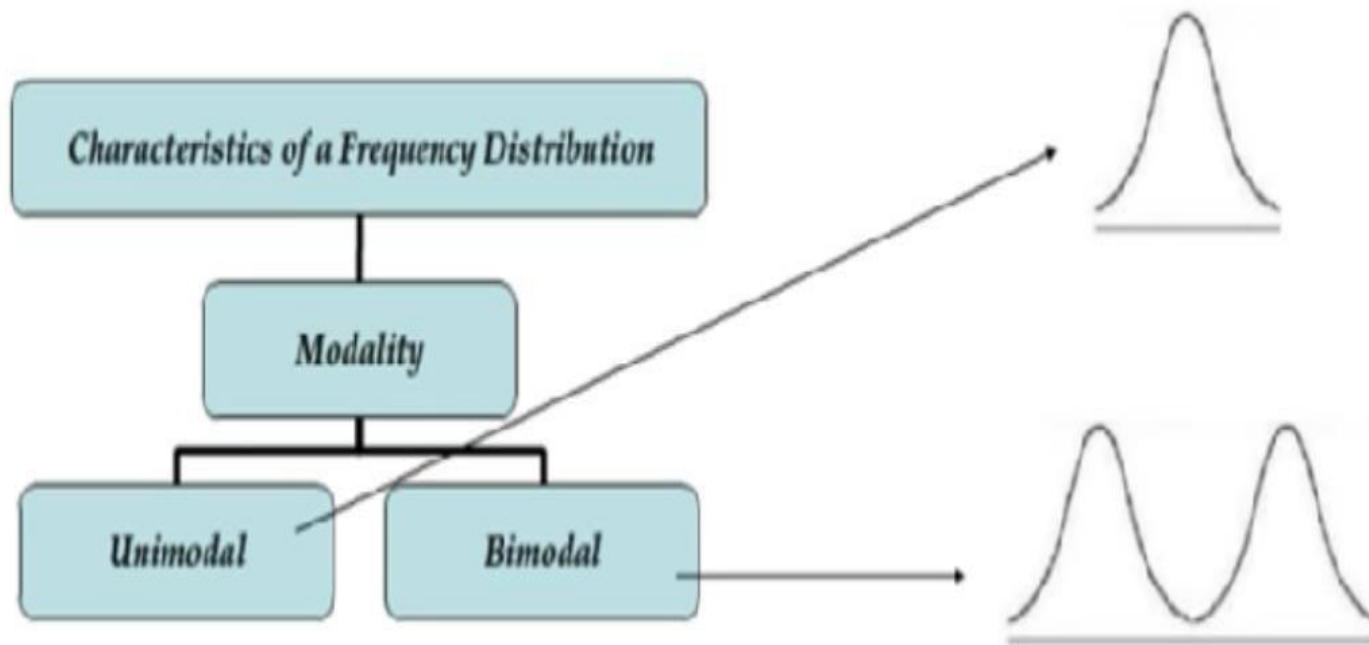 Characteristics of a Frequency Distribution
Modality
Unimodal
Bimodal